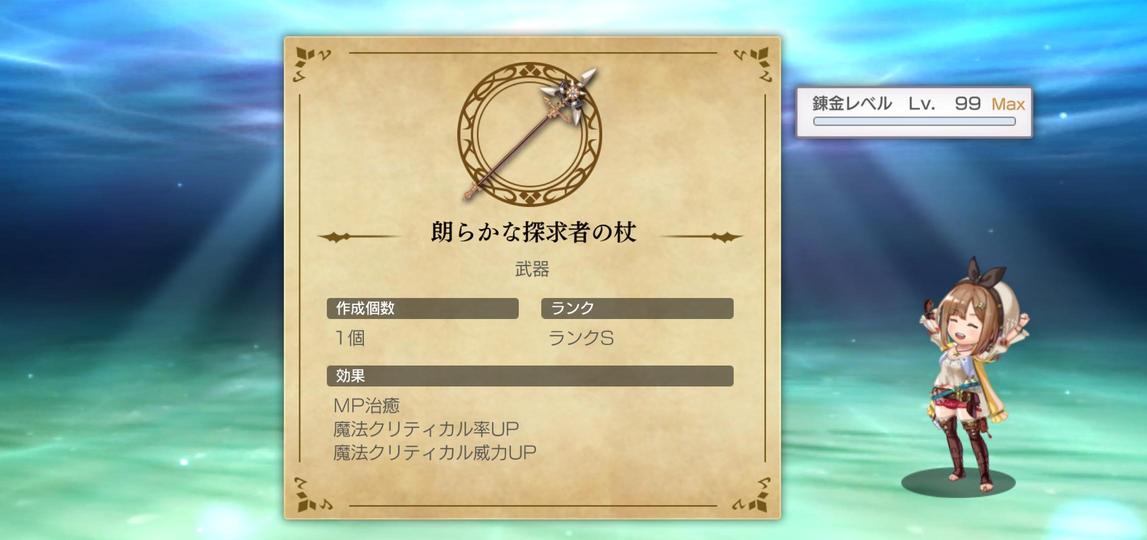 錬金レベル Lv. 99 Max
朗らかな探求者の杖
武器
作成個数
1個
ランク
ランクS
効果
MP治癒
魔法クリティカル率UP
魔法クリティカル威力UP